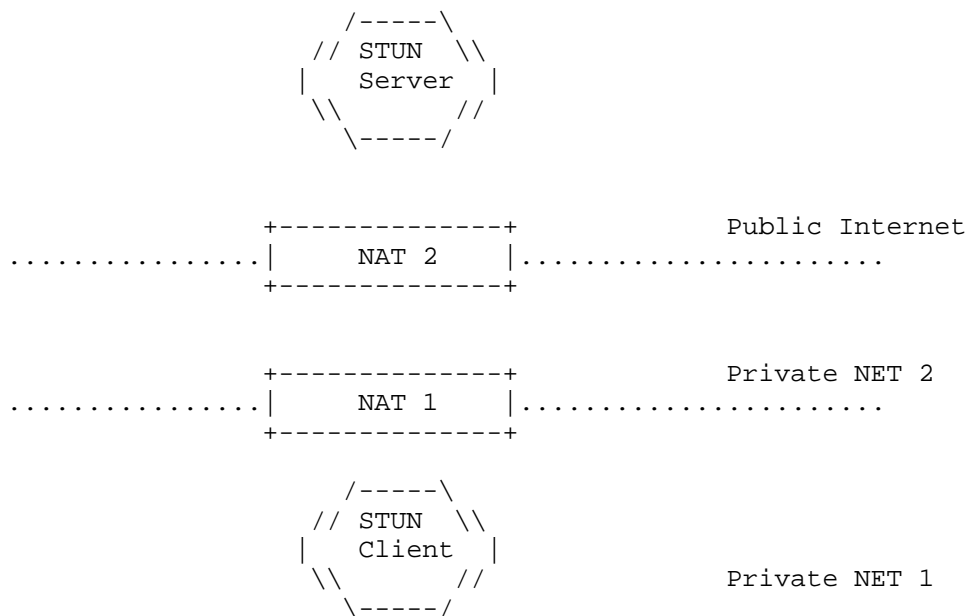 /-----\
// STUN \\
| Server |
\\ //
\-----/
+--------------+ Public Internet
................| NAT 2 |.......................
+--------------+
+--------------+ Private NET 2
................| NAT 1 |.......................
+--------------+
/-----\
// STUN \\
| Client |
\\ // Private NET 1
\-----/